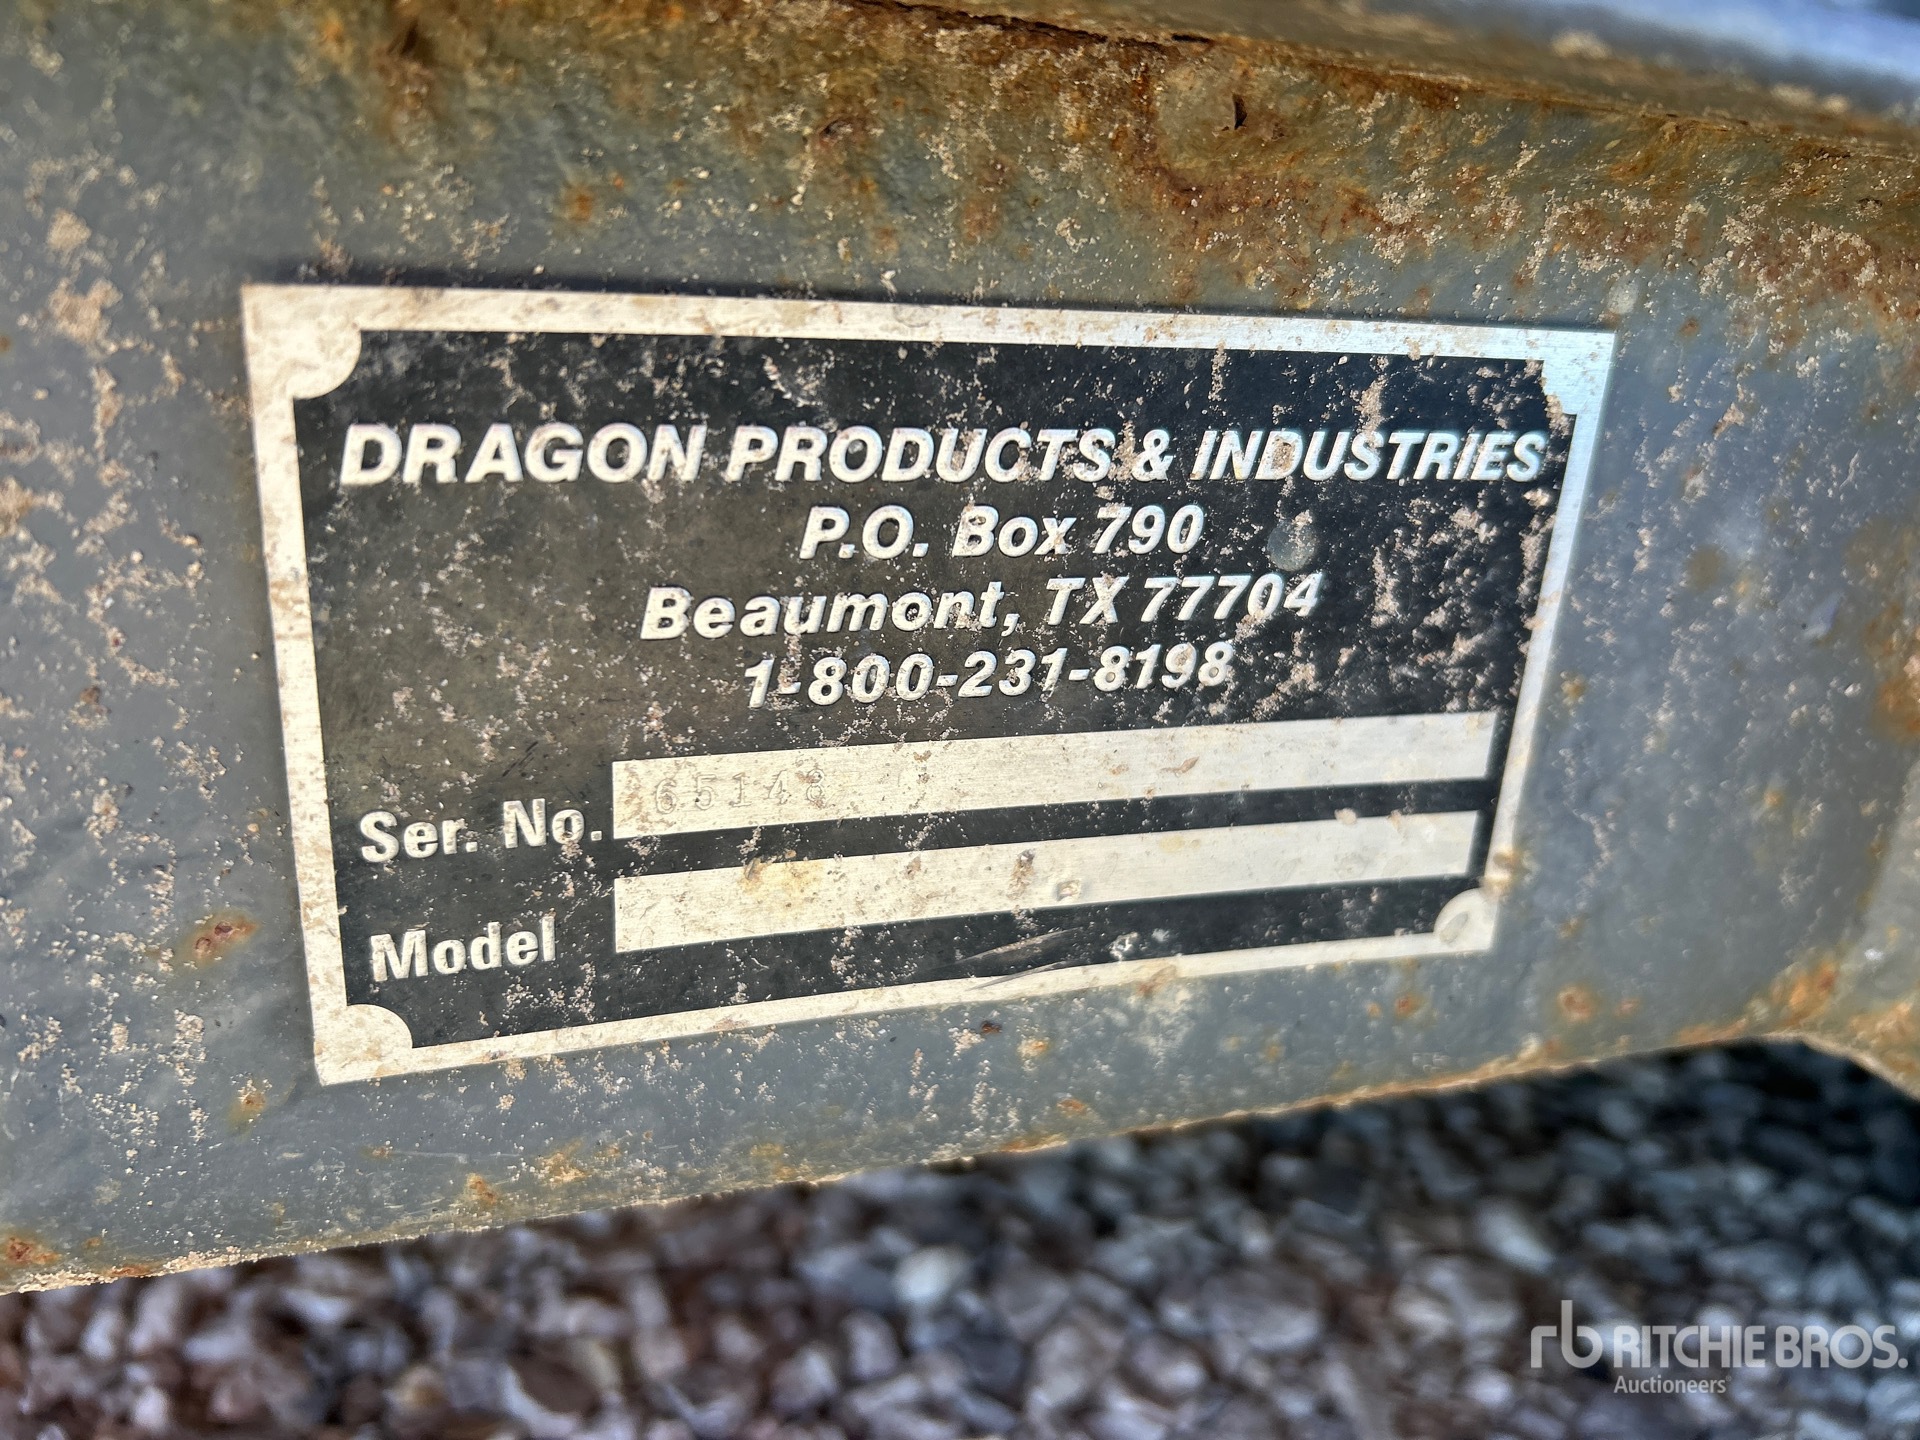 DRAGON PRODUCTS & INDUSTRIES
P.O. Box 790
Beaumont, TX 77704
1-800-231-8198
Ser. No. 65148
Model
rb RITCHIE BROS.
Auctioneers